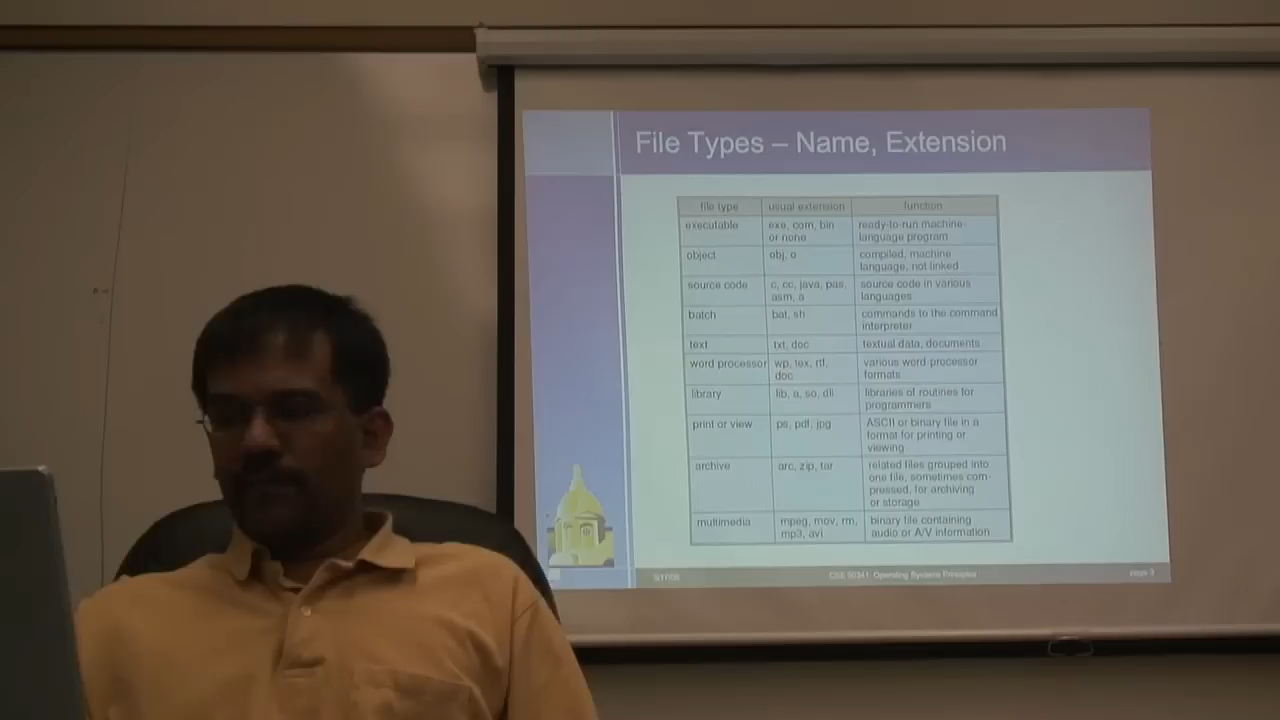 File Types – Name, Extension
file type usual extension function
executable exe, com, bin ready-to-run machine-
or none language program
object obj, o compiled, machine
language, not linked
source code c, cc, java, pas, source code in various
asm, a languages
batch bat, sh commands to the command
interpreter
text txt, doc textual data, documents
word processor wp, tex, rtf, various word-processor
doc formats
library lib, a, so, dll libraries of routines for
programmers
print or view ps, pdf, jpg ASCII or binary file in a
format for printing or
viewing
archive arc, zip, tar related files grouped into
one file, sometimes com-
pressed, for archiving
or storage
multimedia mpeg, mov, rm, binary file containing
mp3, avi audio or A/V information
CSE 30341: Operating Systems Principles
page 3